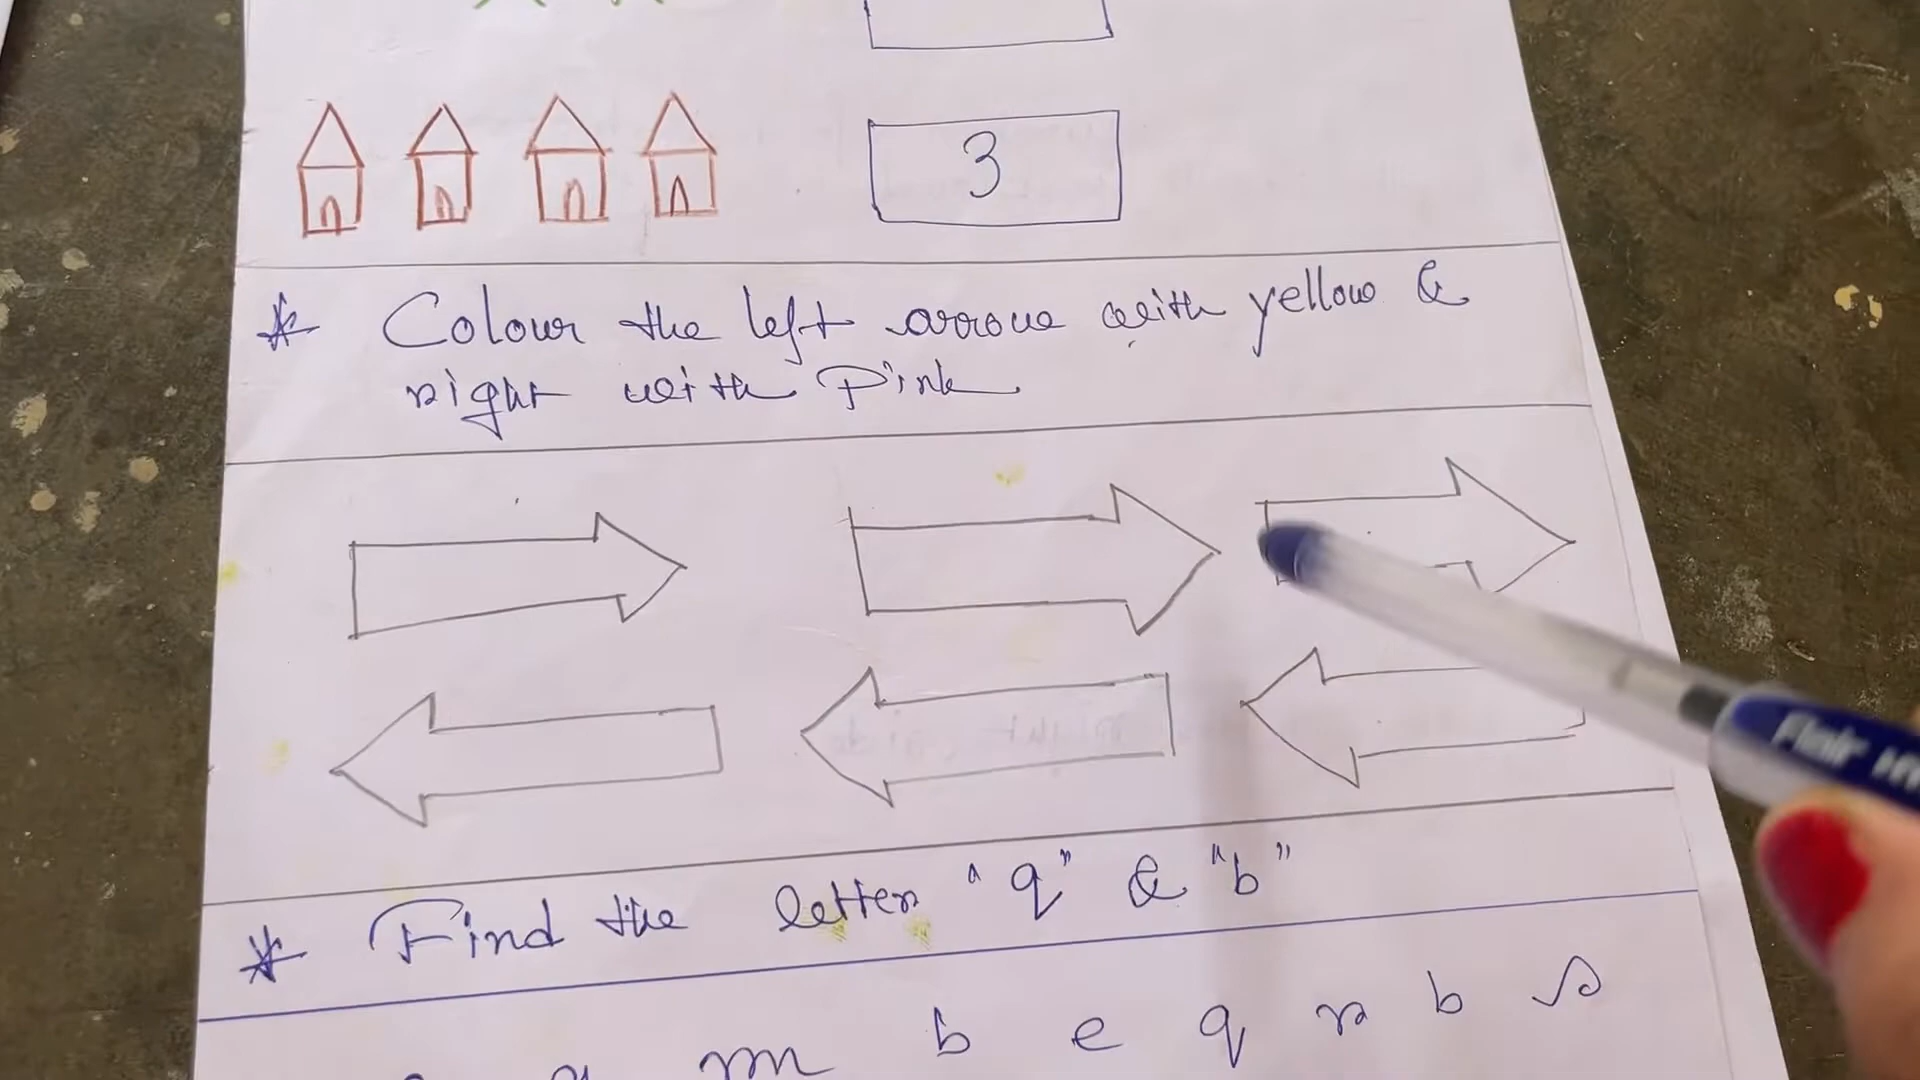 3
* Colour the left arrow with yellow &
right with Pink
* Find the letter "q" & "b"
m b e q r b s
Flair